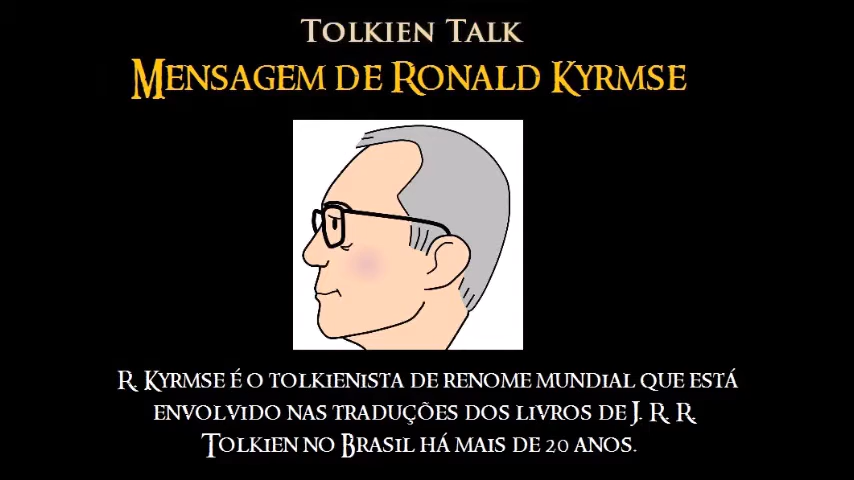 Tolkien Talk
Mensagem de Ronald Kyrmse
R. Kyrmse é o tolkienista de renome mundial que está
envolvido nas traduções dos livros de J. R. R.
Tolkien no Brasil há mais de 20 anos.